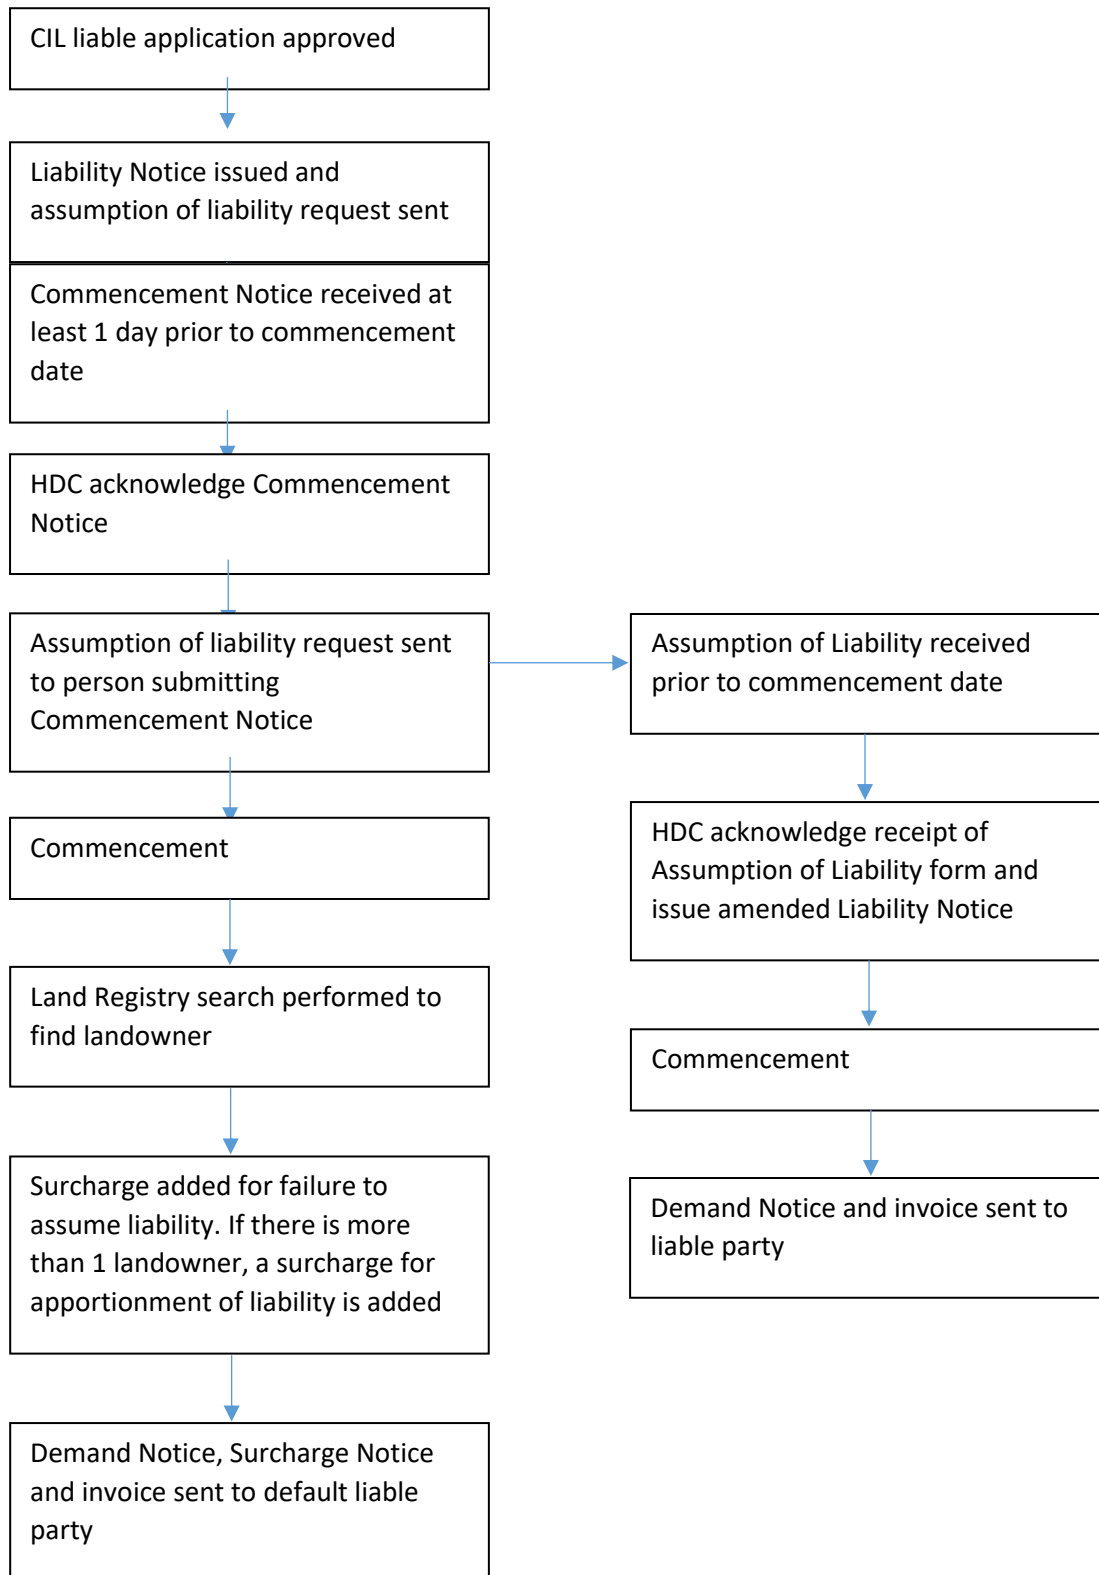 CIL liable application approved
Liability Notice issued and
assumption of liability request sent
Commencement Notice received at
least 1 day prior to commencement
date
HDC acknowledge Commencement
Notice
Assumption of liability request sent
to person submitting
Commencement Notice
Commencement
Land Registry search performed to
find landowner
Surcharge added for failure to
assume liability. If there is more
than 1 landowner, a surcharge for
apportionment of liability is added
Demand Notice, Surcharge Notice
and invoice sent to default liable
party
Assumption of Liability received
prior to commencement date
HDC acknowledge receipt of
Assumption of Liability form and
issue amended Liability Notice
Commencement
Demand Notice and invoice sent to
liable party